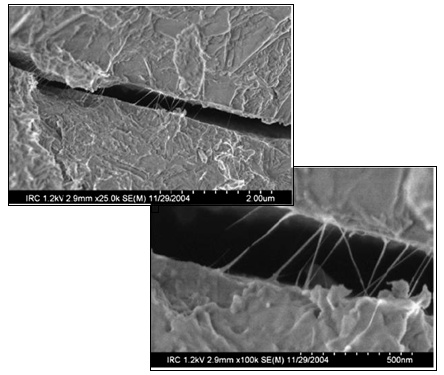 IRC 1.2kV 2.9mm x25.0k SE(M) 11/29/2004 2.00um
IRC 1.2kV 2.9mm x100k SE(M) 11/29/2004 500nm